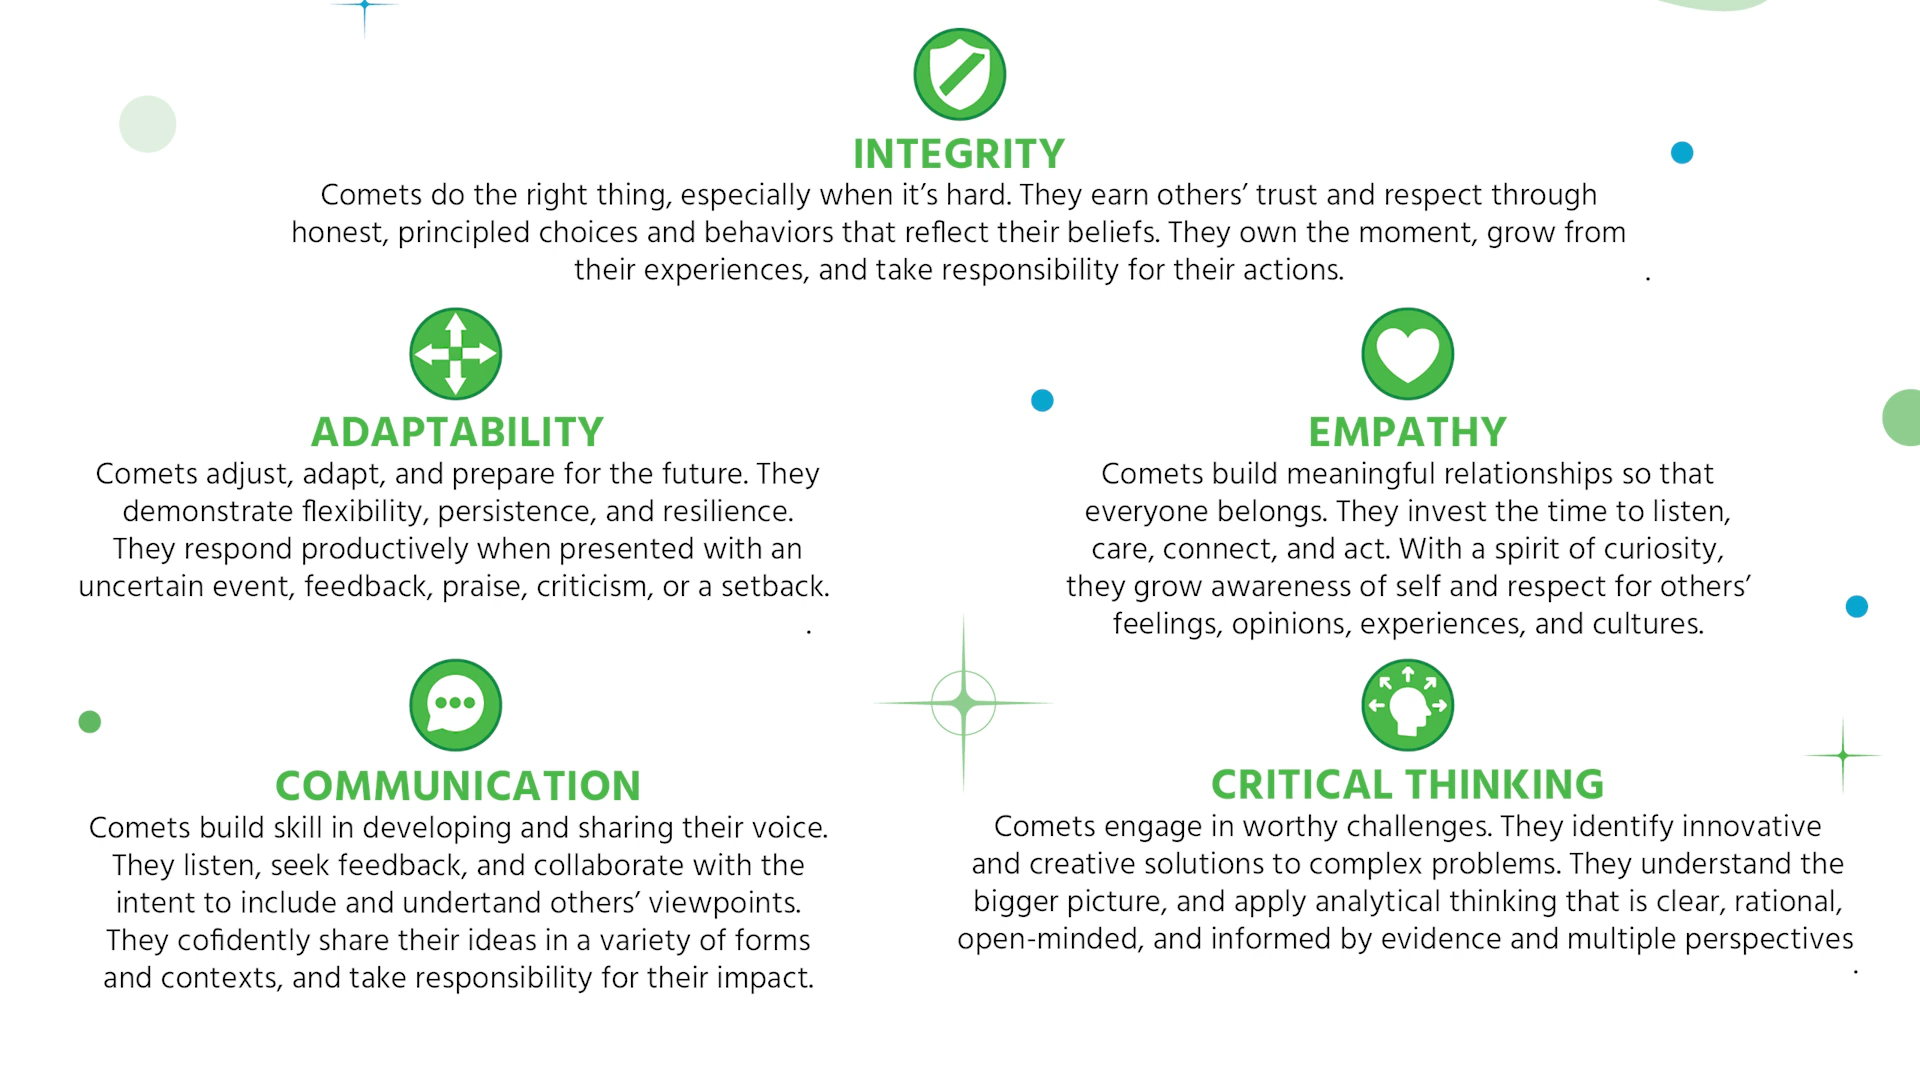 INTEGRITY
Comets do the right thing, especially when it’s hard. They earn others’ trust and respect through
honest, principled choices and behaviors that reflect their beliefs. They own the moment, grow from
their experiences, and take responsibility for their actions.
.
ADAPTABILITY
Comets adjust, adapt, and prepare for the future. They
demonstrate flexibility, persistence, and resilience.
They respond productively when presented with an
uncertain event, feedback, praise, criticism, or a setback.
.
EMPATHY
Comets build meaningful relationships so that
everyone belongs. They invest the time to listen,
care, connect, and act. With a spirit of curiosity,
they grow awareness of self and respect for others’
feelings, opinions, experiences, and cultures.
COMMUNICATION
Comets build skill in developing and sharing their voice.
They listen, seek feedback, and collaborate with the
intent to include and undertand others’ viewpoints.
They cofidently share their ideas in a variety of forms
and contexts, and take responsibility for their impact.
CRITICAL THINKING
Comets engage in worthy challenges. They identify innovative
and creative solutions to complex problems. They understand the
bigger picture, and apply analytical thinking that is clear, rational,
open-minded, and informed by evidence and multiple perspectives
.